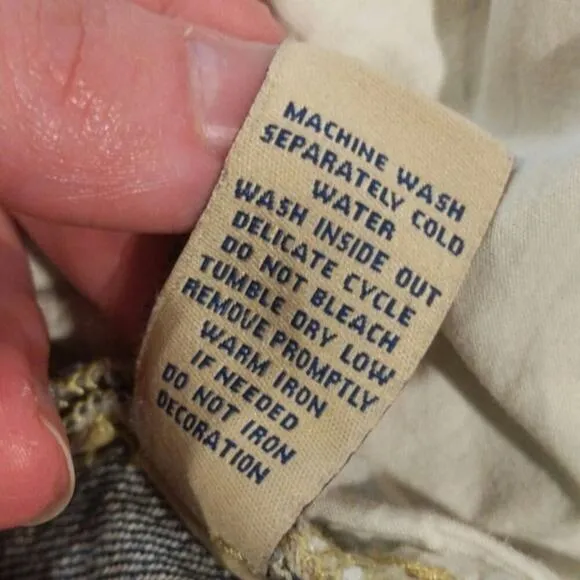 MACHINE WASH
SEPARATELY COLD
WATER
WASH INSIDE OUT
DELICATE CYCLE
DO NOT BLEACH
TUMBLE DRY LOW
REMOVE PROMPTLY
WARM IRON
IF NEEDED
DO NOT IRON
DECORATION